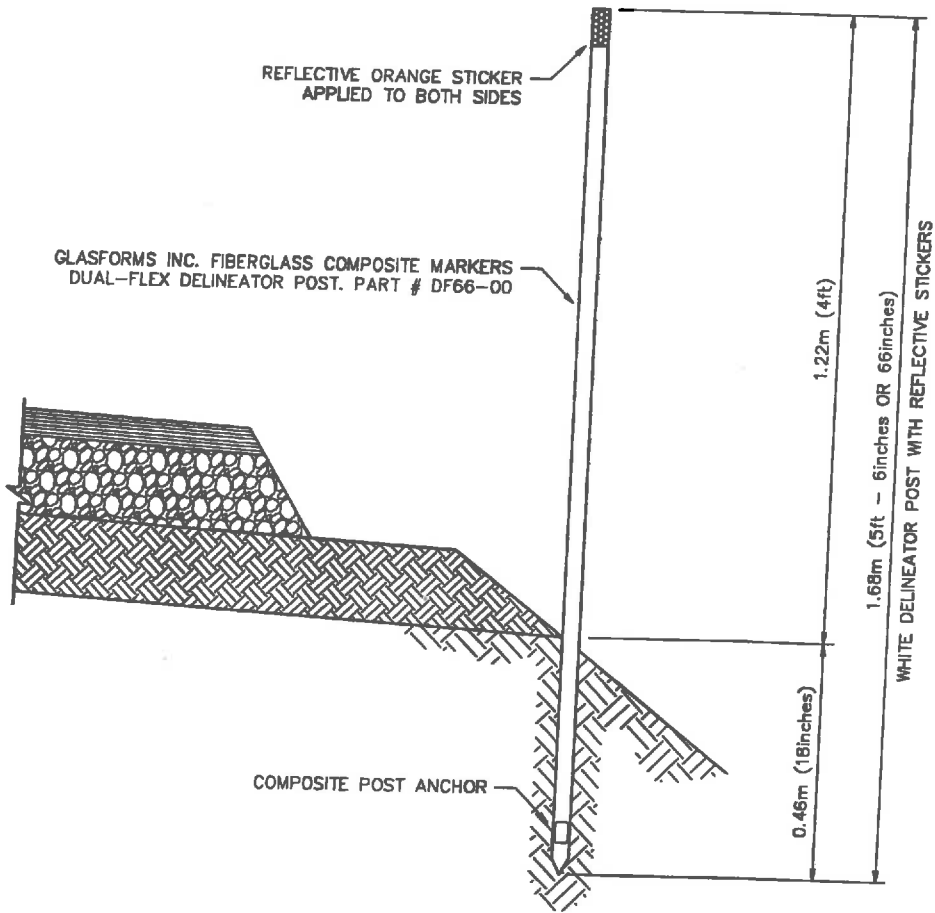 REFLECTIVE ORANGE STICKER
APPLIED TO BOTH SIDES
GLASFORMS INC. FIBERGLASS COMPOSITE MARKERS
DUAL-FLEX DELINEATOR POST. PART # DF66-00
COMPOSITE POST ANCHOR
1.22m (4ft)
0.46m (18inches)
1.68m (5ft - 6inches OR 66inches)
WHITE DELINEATOR POST WITH REFLECTIVE STICKERS